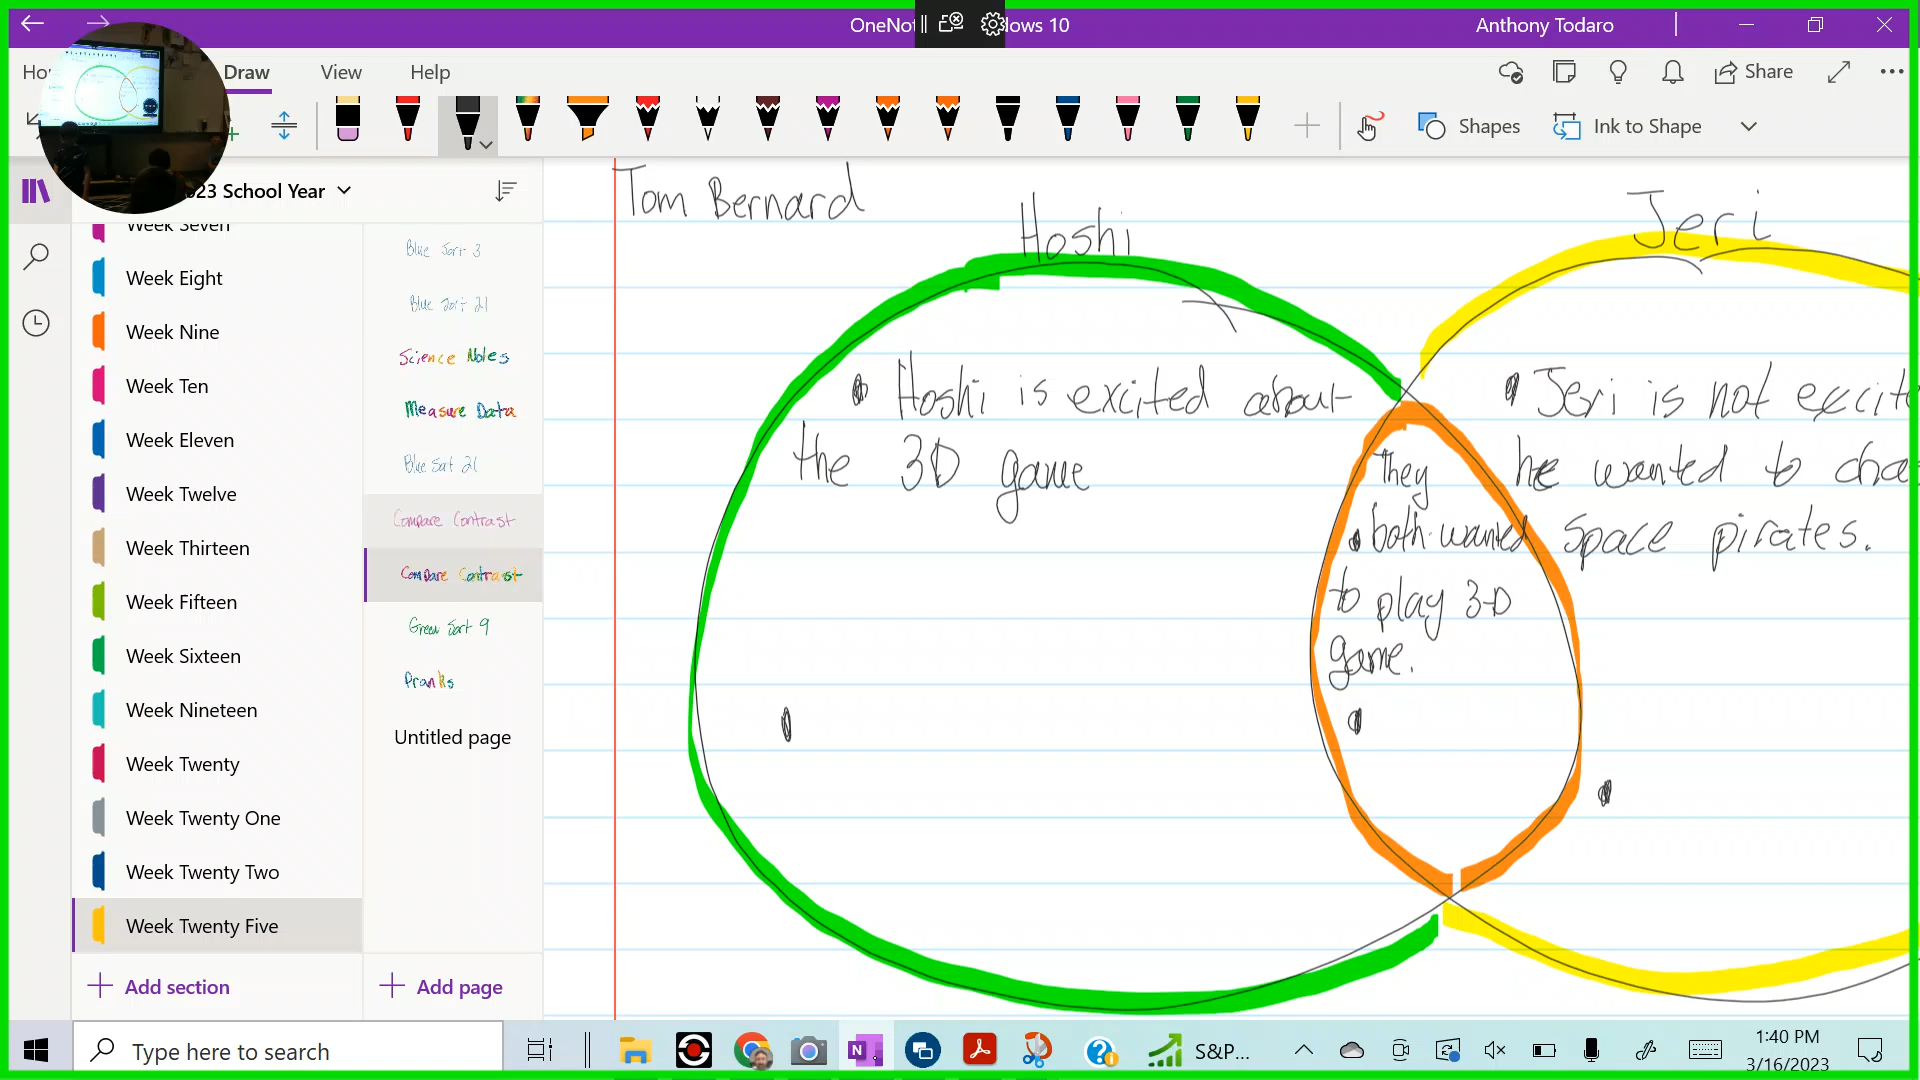 OneNot
lows 10
Anthony Todaro
Hor
Draw
View
Help
Share
Shapes
Ink to Shape
23 School Year
Week Seven
Week Eight
Week Nine
Week Ten
Week Eleven
Week Twelve
Week Thirteen
Week Fifteen
Week Sixteen
Week Nineteen
Week Twenty
Week Twenty One
Week Twenty Two
Week Twenty Five
Add section
Blue Sort 3
Blue Sort 21
Science Notes
Measure Data
Blue Sort 21
Compare Contrast
Compare Contrast
Green Sort 9
Pranks
Untitled page
Add page
Tom Bernard
Hoshi
Jeri
• Hoshi is excited about
the 3D game
They
• both wanted
to play 3-D
game.
• Jeri is not excite
he wanted to cha
space pirates.
Type here to search
S&P...
1:40 PM
3/16/2023